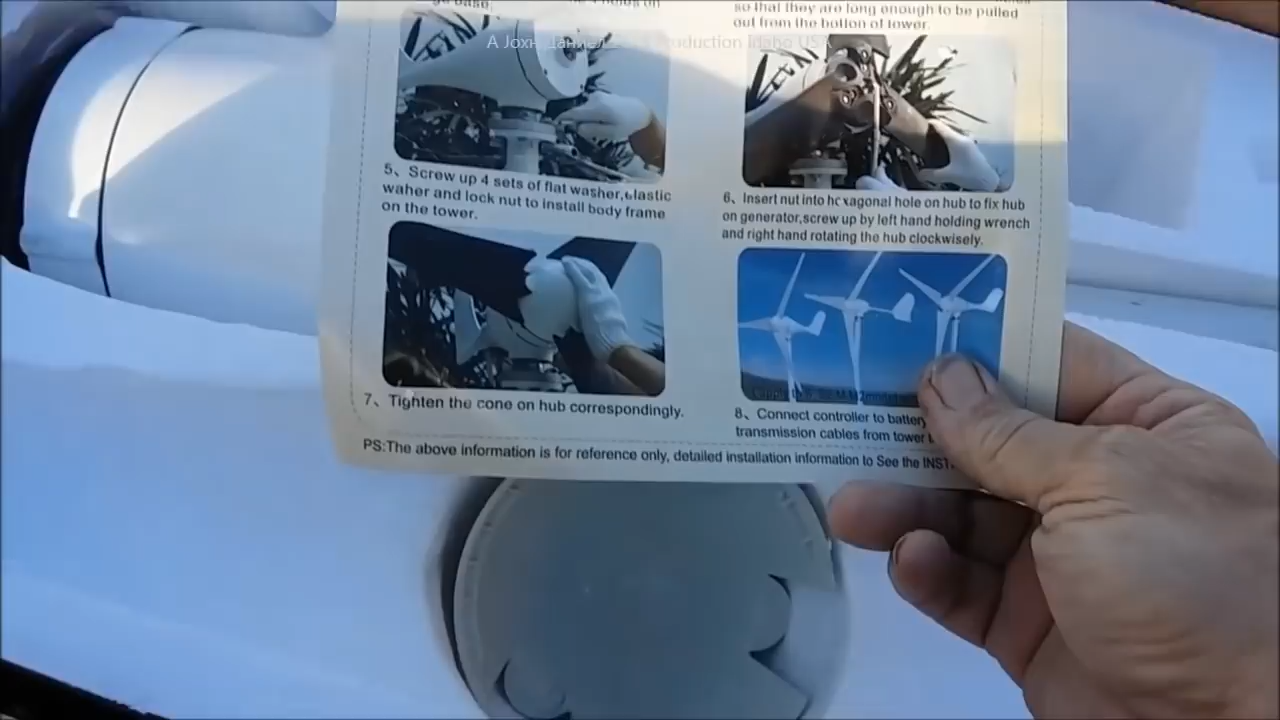 so that they are long enough to be pulled
out from the botton of tower.
5、Screw up 4 sets of flat washer,elastic
waher and lock nut to install body frame
on the tower.
6、Insert nut into hexagonal hole on hub to fix hub
on generator,screw up by left hand holding wrench
and right hand rotating the hub clockwisely.
7、Tighten the cone on hub correspondingly.
8、Connect controller to battery
transmission cables from tower
PS:The above information is for reference only, detailed installation information to See the